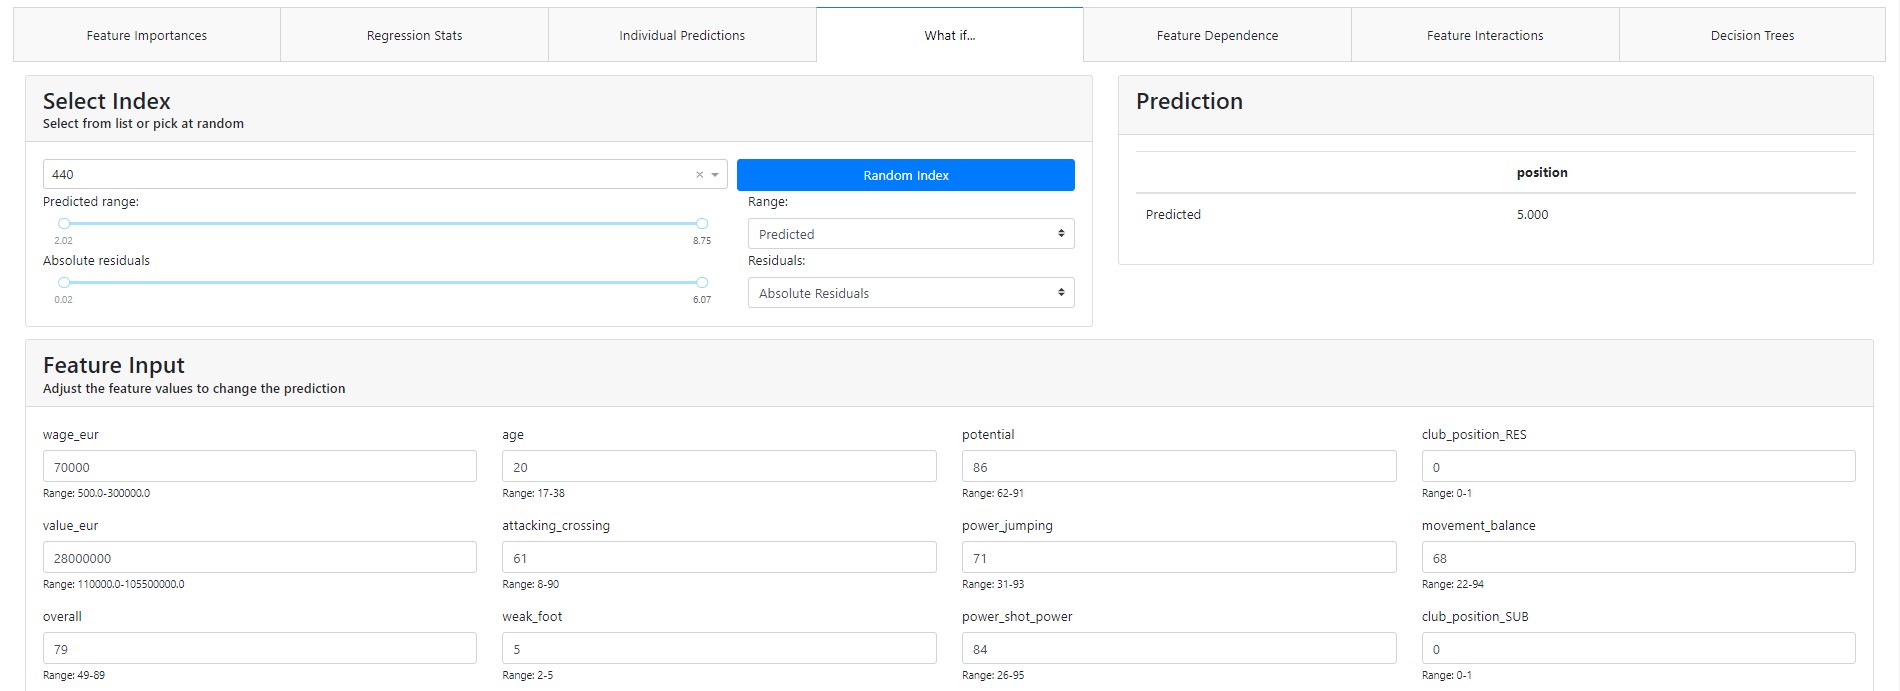 Feature Importances
Regression Stats
Individual Predictions
What if...
Feature Dependence
Feature Interactions
Decision Trees
Select Index
Select from list or pick at random
440
Random Index
Predicted range:
2.02
8.75
Range:
Predicted
Absolute residuals
0.02
6.07
Residuals:
Absolute Residuals
Prediction
position
Predicted 5.000
Feature Input
Adjust the feature values to change the prediction
wage_eur
70000
Range: 500.0-300000.0
age
20
Range: 17-38
potential
86
Range: 62-91
club_position_RES
0
Range: 0-1
value_eur
28000000
Range: 110000.0-105500000.0
attacking_crossing
61
Range: 8-90
power_jumping
71
Range: 31-93
movement_balance
68
Range: 22-94
overall
79
Range: 49-89
weak_foot
5
Range: 2-5
power_shot_power
84
Range: 26-95
club_position_SUB
0
Range: 0-1